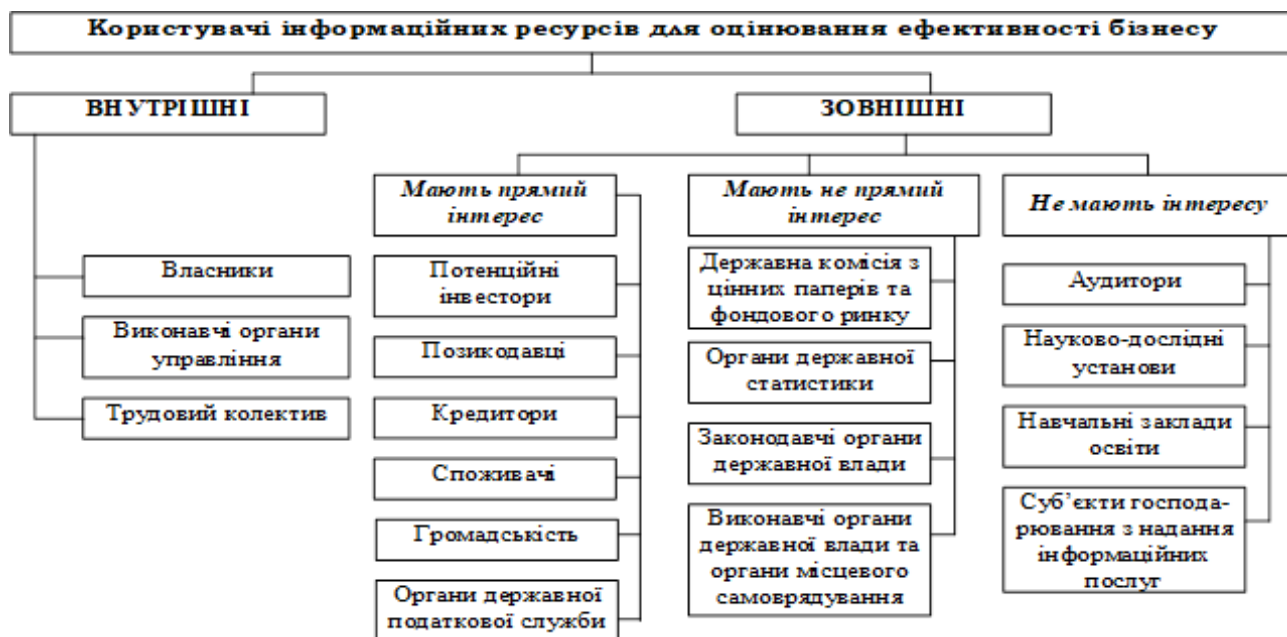 Користувачі інформаційних ресурсів для оцінювання ефективності бізнесу
ВНУТРІШНІ
ЗОВНІШНІ
Власники
Виконавчі органи
управління
Трудовий колектив
Мають прямий
інтерес
Потенційні
інвестори
Позикодавці
Кредитори
Споживачі
Громадськість
Органи державної
податкової служби
Мають не прямий
інтерес
Державна комісія з
цінних паперів та
фондового ринку
Органи державної
статистики
Законодавчі органи
державної влади
Виконавчі органи
державної влади та
органи місцевого
самоврядування
Не мають інтересу
Аудитори
Науково-дослідні
установи
Навчальні заклади
освіти
Суб’єкти господа-
рювання з надання
інформаційних
послуг